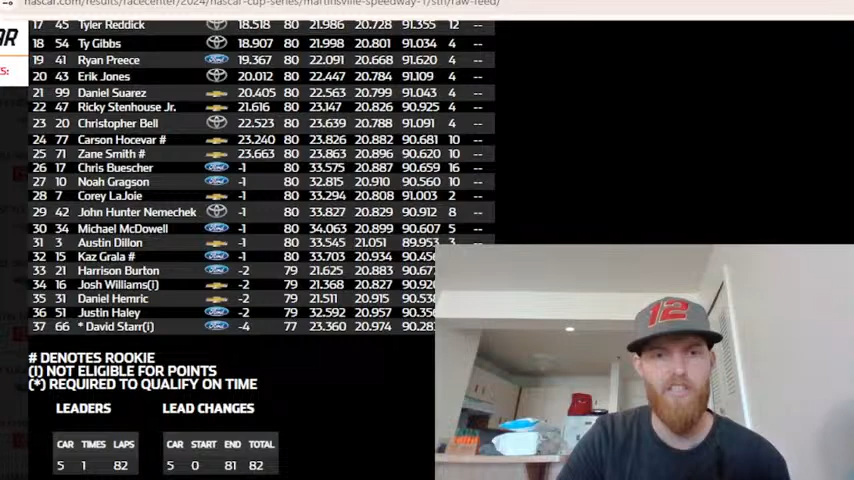 nascar.com/results/racecenter/2024/nascar-cup-series/martinsville-speedway-1/stn/raw-feed/
17 45 Tyler Reddick 18.518 80 21.986 20.728 91.355 12 --
18 54 Ty Gibbs 18.907 80 21.998 20.801 91.034 4 --
19 41 Ryan Preece 19.367 80 22.091 20.668 91.620 4 --
20 43 Erik Jones 20.012 80 22.447 20.784 91.109 4 --
21 99 Daniel Suarez 20.405 80 22.563 20.799 91.043 4 --
22 47 Ricky Stenhouse Jr. 21.616 80 23.147 20.826 90.925 4 --
23 20 Christopher Bell 22.523 80 23.639 20.788 91.091 4 --
24 77 Carson Hocevar # 23.240 80 23.826 20.882 90.681 10 --
25 71 Zane Smith # 23.663 80 23.863 20.896 90.620 10 --
26 17 Chris Buescher -1 80 33.575 20.887 90.659 16 --
27 10 Noah Gragson -1 80 32.815 20.910 90.560 10 --
28 7 Corey LaJoie -1 80 33.294 20.808 91.003 2 --
29 42 John Hunter Nemechek -1 80 33.827 20.829 90.912 8 --
30 34 Michael McDowell -1 80 34.063 20.899 90.607 5 --
31 3 Austin Dillon -1 80 33.545 21.051 89.953 3
32 15 Kaz Grala # -1 80 33.703 20.934 90.456
33 21 Harrison Burton -2 79 21.625 20.883 90.677
34 16 Josh Williams(i) -2 79 21.368 20.827 90.920
35 31 Daniel Hemric -2 79 21.511 20.915 90.538
36 51 Justin Haley -2 79 32.592 20.957 90.356
37 66 * David Starr(i) -4 77 23.360 20.974 90.283
# DENOTES ROOKIE
(I) NOT ELIGIBLE FOR POINTS
(*) REQUIRED TO QUALIFY ON TIME
LEADERS LEAD CHANGES
CAR TIMES LAPS CAR START END TOTAL
5 1 82 5 0 81 82
12